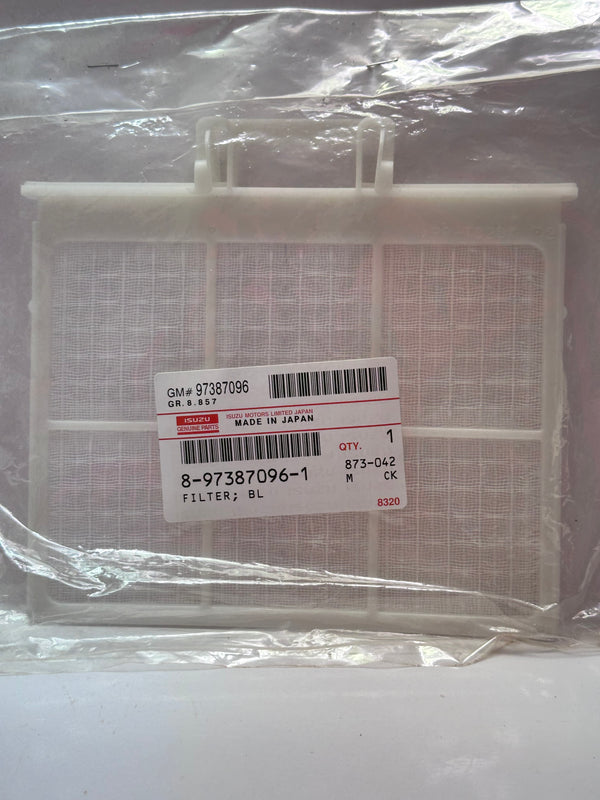 GM# 97387096
GR. 8.857
ISUZU
GENUINE PARTS
ISUZU MOTORS LIMITED JAPAN
MADE IN JAPAN
QTY. 1
8-97387096-1
873-042
FILTER; BL
M CK
8320